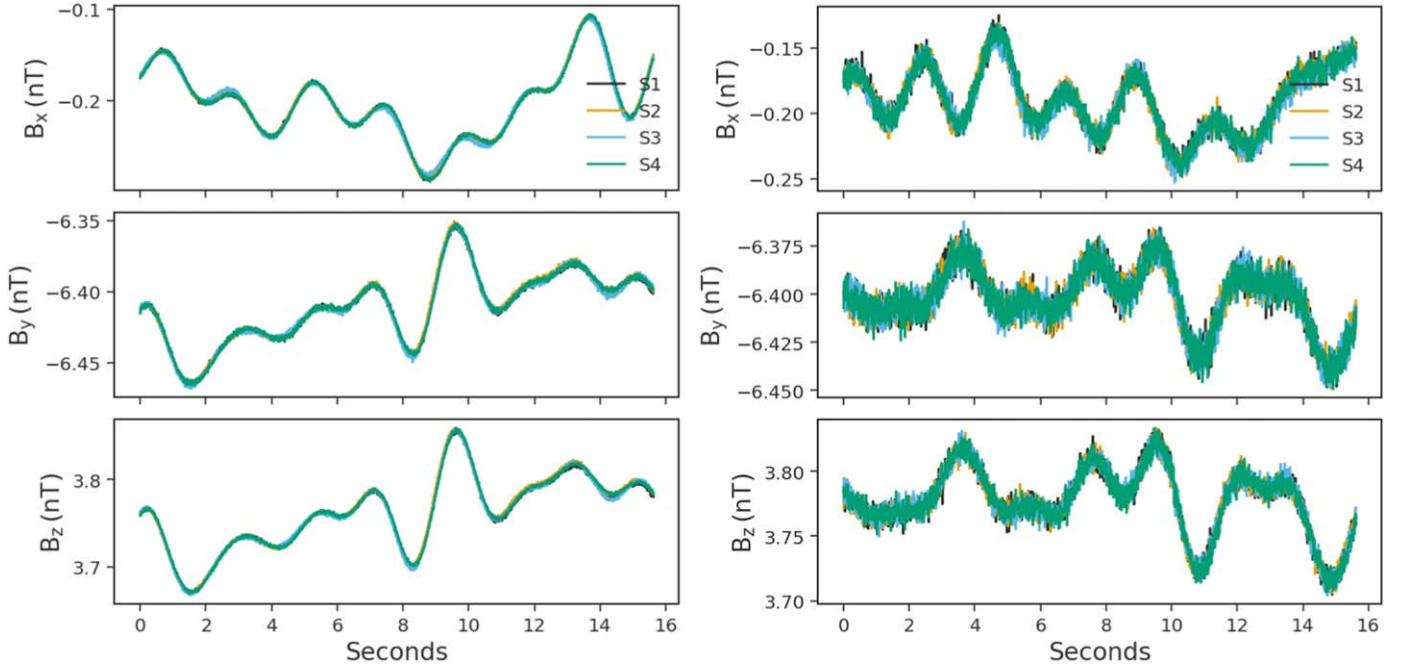 Bx (nT)
−0.1
−0.2
S1
S2
S3
S4
By (nT)
−6.35
−6.40
−6.45
Bz (nT)
3.8
3.7
0 2 4 6 8 10 12 14 16
Seconds
Bx (nT)
−0.15
−0.20
−0.25
S1
S2
S3
S4
By (nT)
−6.375
−6.400
−6.425
−6.450
Bz (nT)
3.80
3.75
3.70
0 2 4 6 8 10 12 14 16
Seconds